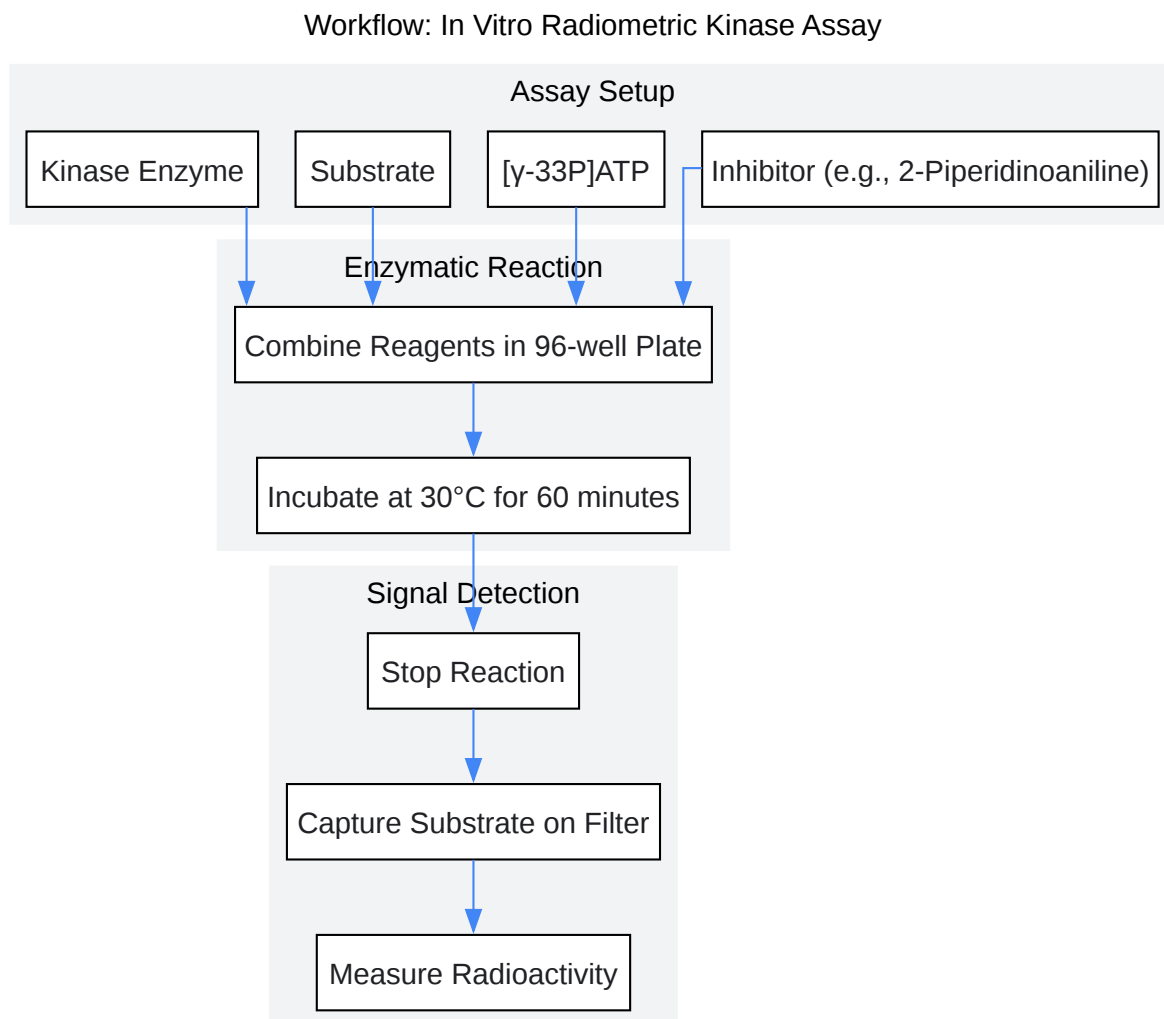 Workflow: In Vitro Radiometric Kinase Assay
Assay Setup
Kinase Enzyme
Substrate
[γ-33P]ATP
Inhibitor (e.g., 2-Piperidinoaniline)
Enzymatic Reaction
Combine Reagents in 96-well Plate
Incubate at 30°C for 60 minutes
Signal Detection
Stop Reaction
Capture Substrate on Filter
Measure Radioactivity